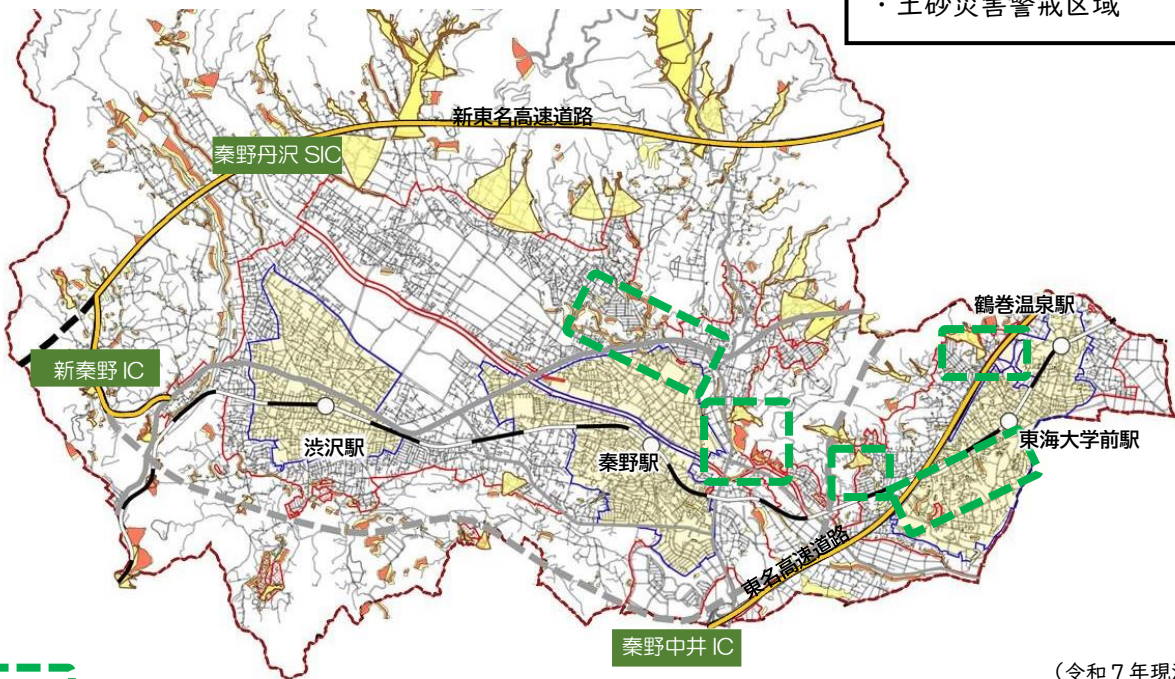 ・土砂災害警戒区域
新東名高速道路
秦野丹沢 SIC
鶴巻温泉駅
新秦野 IC
渋沢駅
秦野駅
東海大学前駅
東名高速道路
秦野中井 IC
（令和７年現